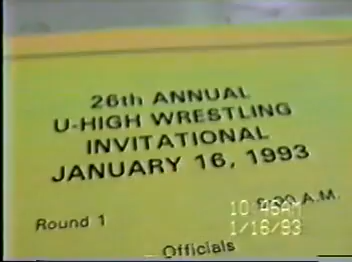 26th ANNUAL
U-HIGH WRESTLING
INVITATIONAL
JANUARY 16, 1993
A.M.
Round 1
10:46AM
1/16/93
Officials